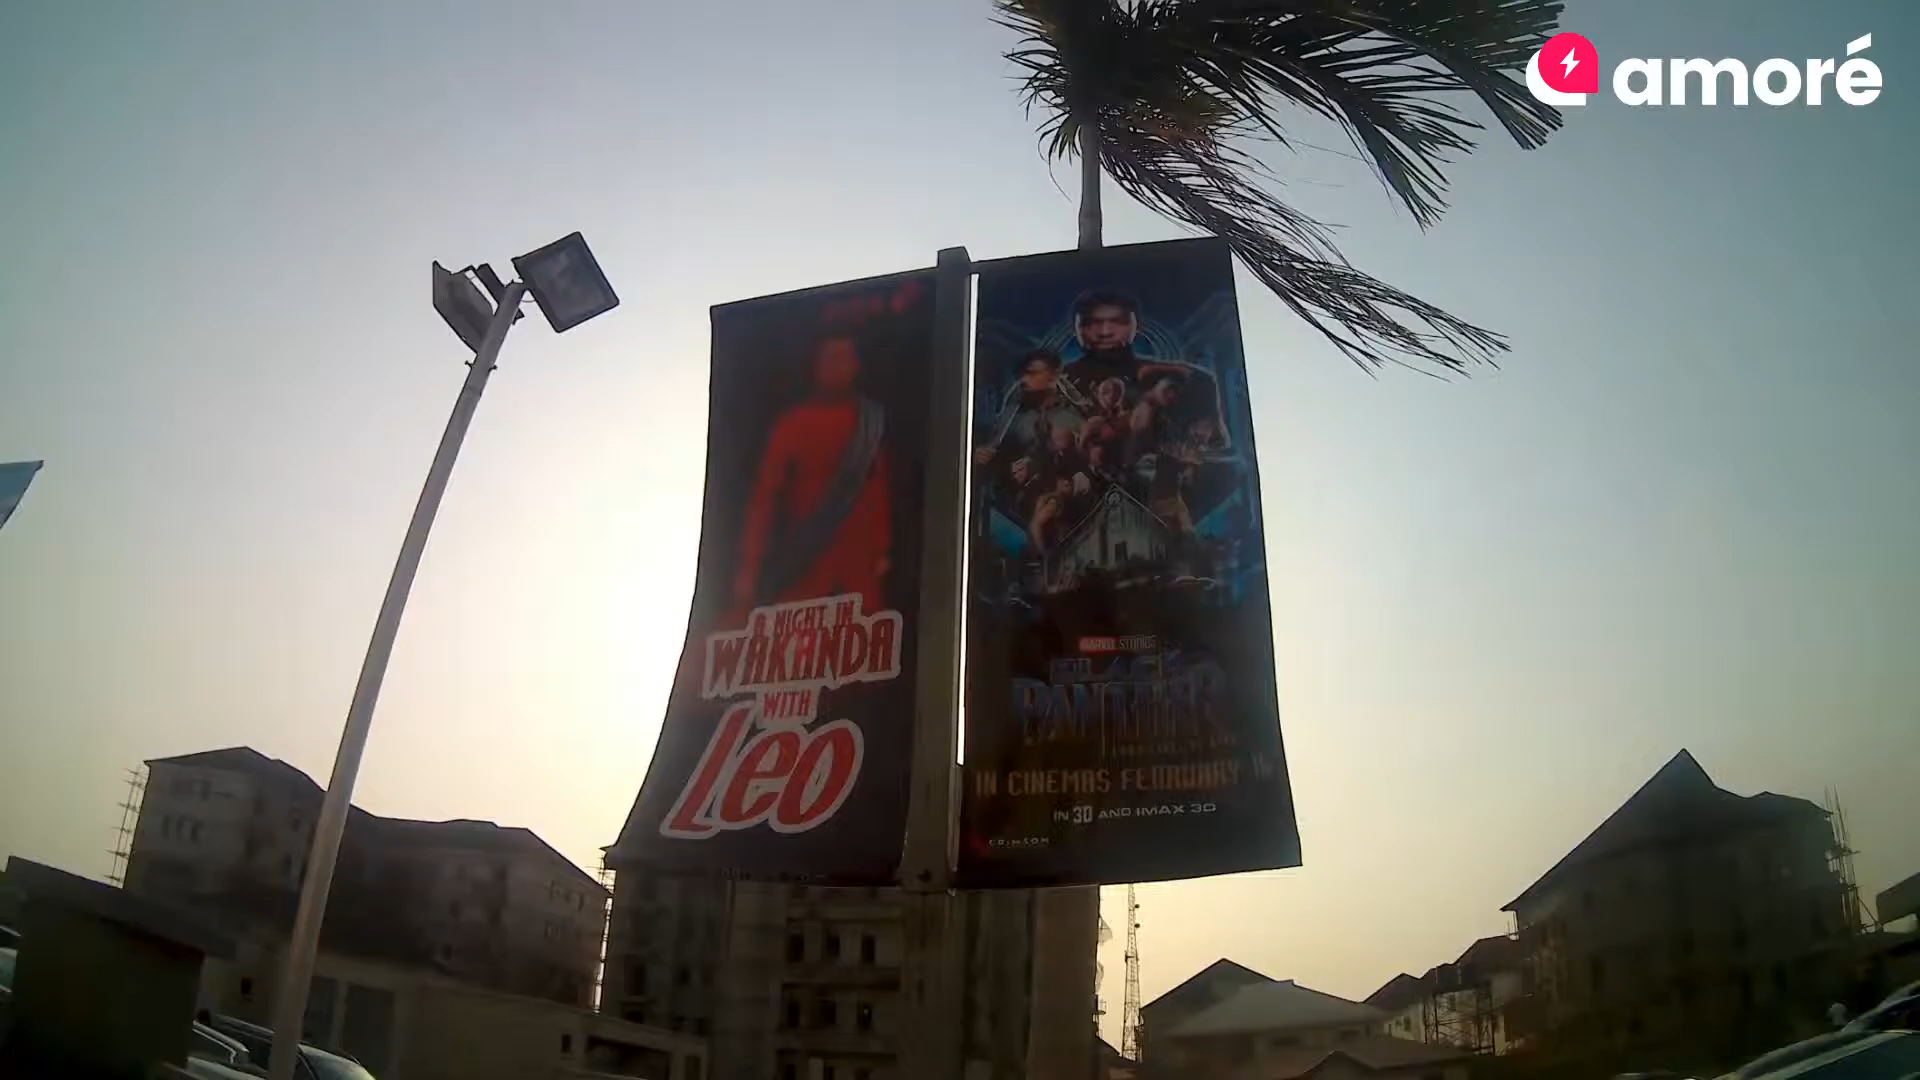 amoré
A NIGHT IN
WAKANDA
WITH
Leo
MARVEL STUDIOS
BLACK
PANTHER
IN CINEMAS FEBRUARY 16
IN 3D AND IMAX 3D
CRIMSON